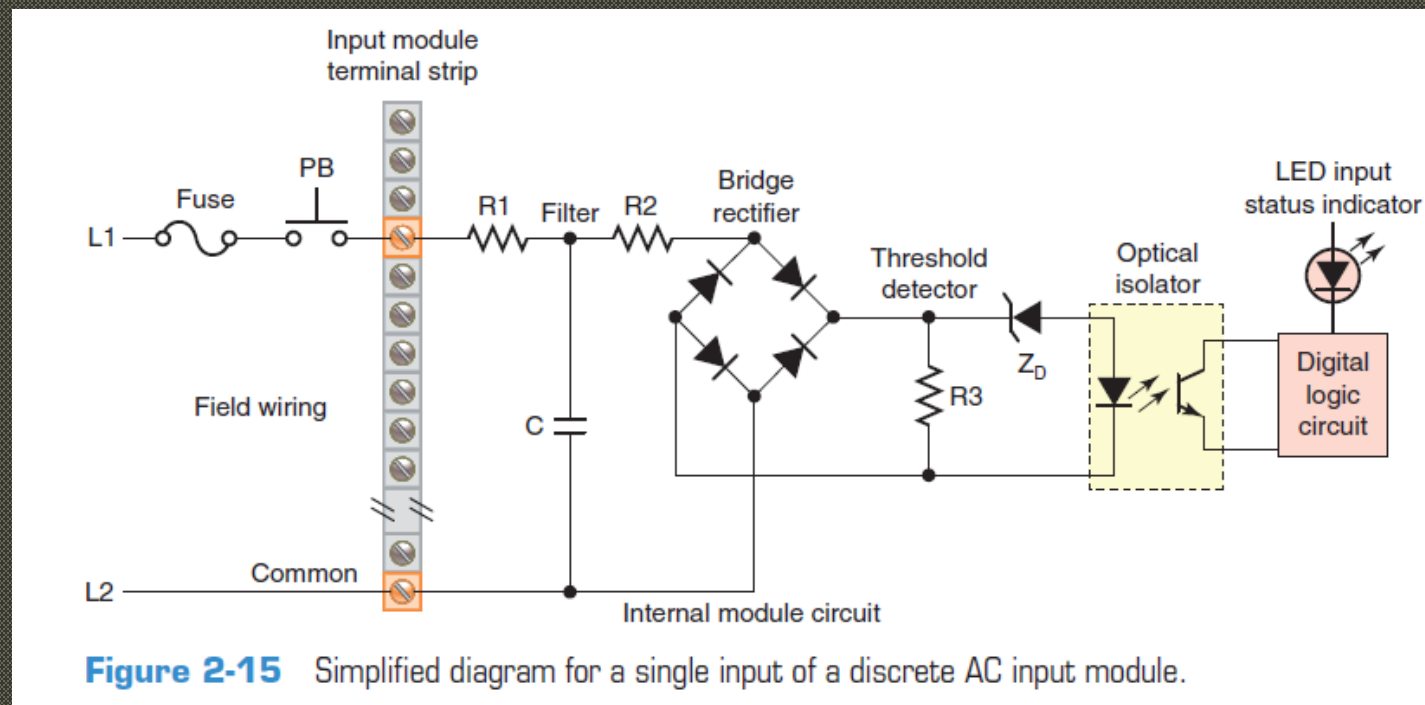 Input module
terminal strip
PB
Fuse
L1
R1
Filter
R2
Bridge
rectifier
Threshold
detector
Optical
isolator
LED input
status indicator
Z_D
R3
Digital
logic
circuit
Field wiring
C
Common
L2
Internal module circuit
Figure 2-15 Simplified diagram for a single input of a discrete AC input module.